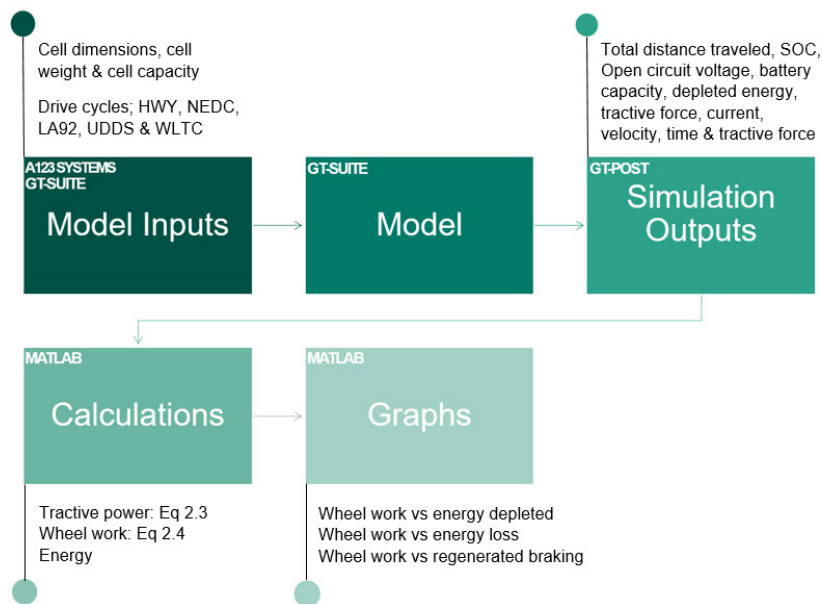 Cell dimensions, cell
weight & cell capacity
Drive cycles; HWY, NEDC,
LA92, UDDS & WLTC
Total distance traveled, SOC,
Open circuit voltage, battery
capacity, depleted energy,
tractive force, current,
velocity, time & tractive force
A123 SYSTEMS
GT-SUITE
Model Inputs
GT-SUITE
Model
GT-POST
Simulation
Outputs
MATLAB
Calculations
MATLAB
Graphs
Tractive power: Eq 2.3
Wheel work: Eq 2.4
Energy
Wheel work vs energy depleted
Wheel work vs energy loss
Wheel work vs regenerated braking